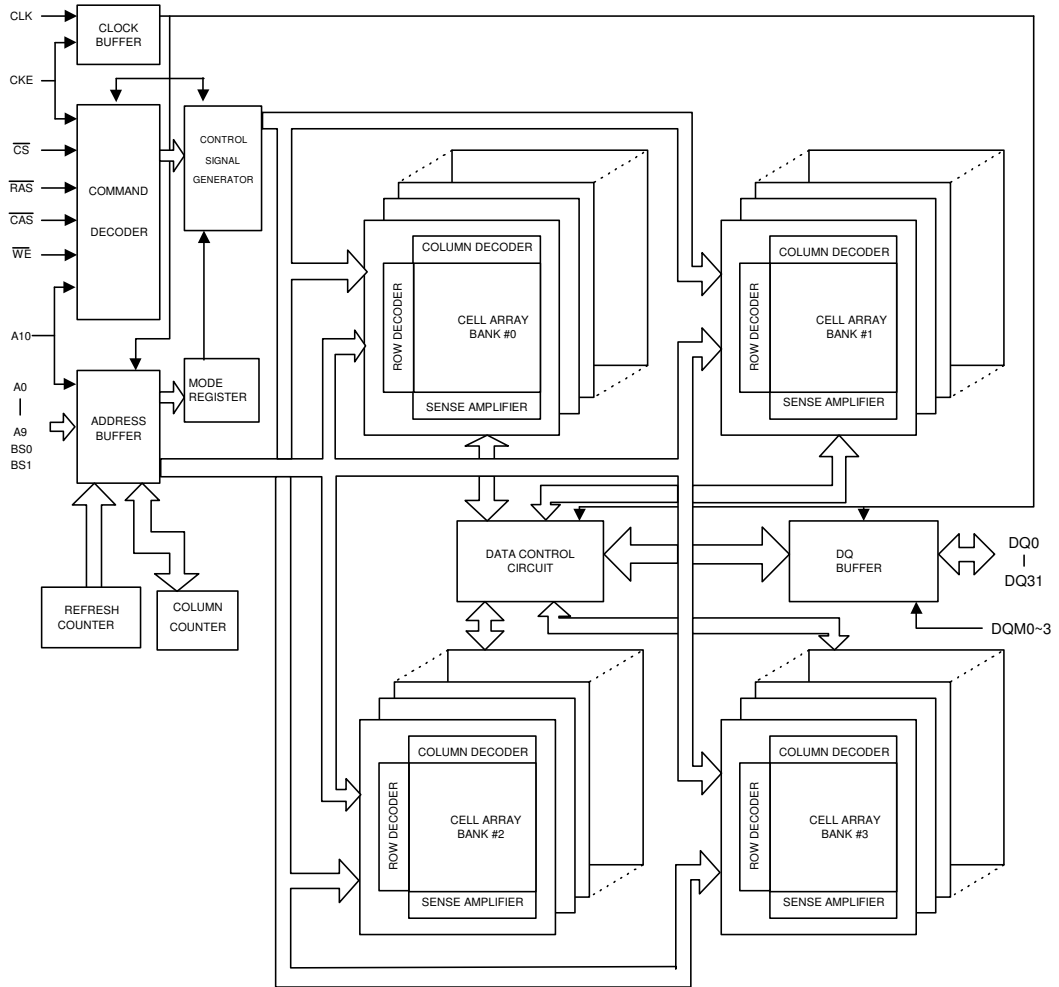 CLK
CLOCK
BUFFER
CKE
CS
RAS
CAS
WE
A10
COMMAND
DECODER
CONTROL
SIGNAL
GENERATOR
A0
A9
BS0
BS1
ADDRESS
BUFFER
MODE
REGISTER
REFRESH
COUNTER
COLUMN
COUNTER
COLUMN DECODER
ROW DECODER
CELL ARRAY
BANK #0
SENSE AMPLIFIER
COLUMN DECODER
ROW DECODER
CELL ARRAY
BANK #1
SENSE AMPLIFIER
DATA CONTROL
CIRCUIT
DQ
BUFFER
DQ0
DQ31
DQM0~3
COLUMN DECODER
ROW DECODER
CELL ARRAY
BANK #2
SENSE AMPLIFIER
COLUMN DECODER
ROW DECODER
CELL ARRAY
BANK #3
SENSE AMPLIFIER